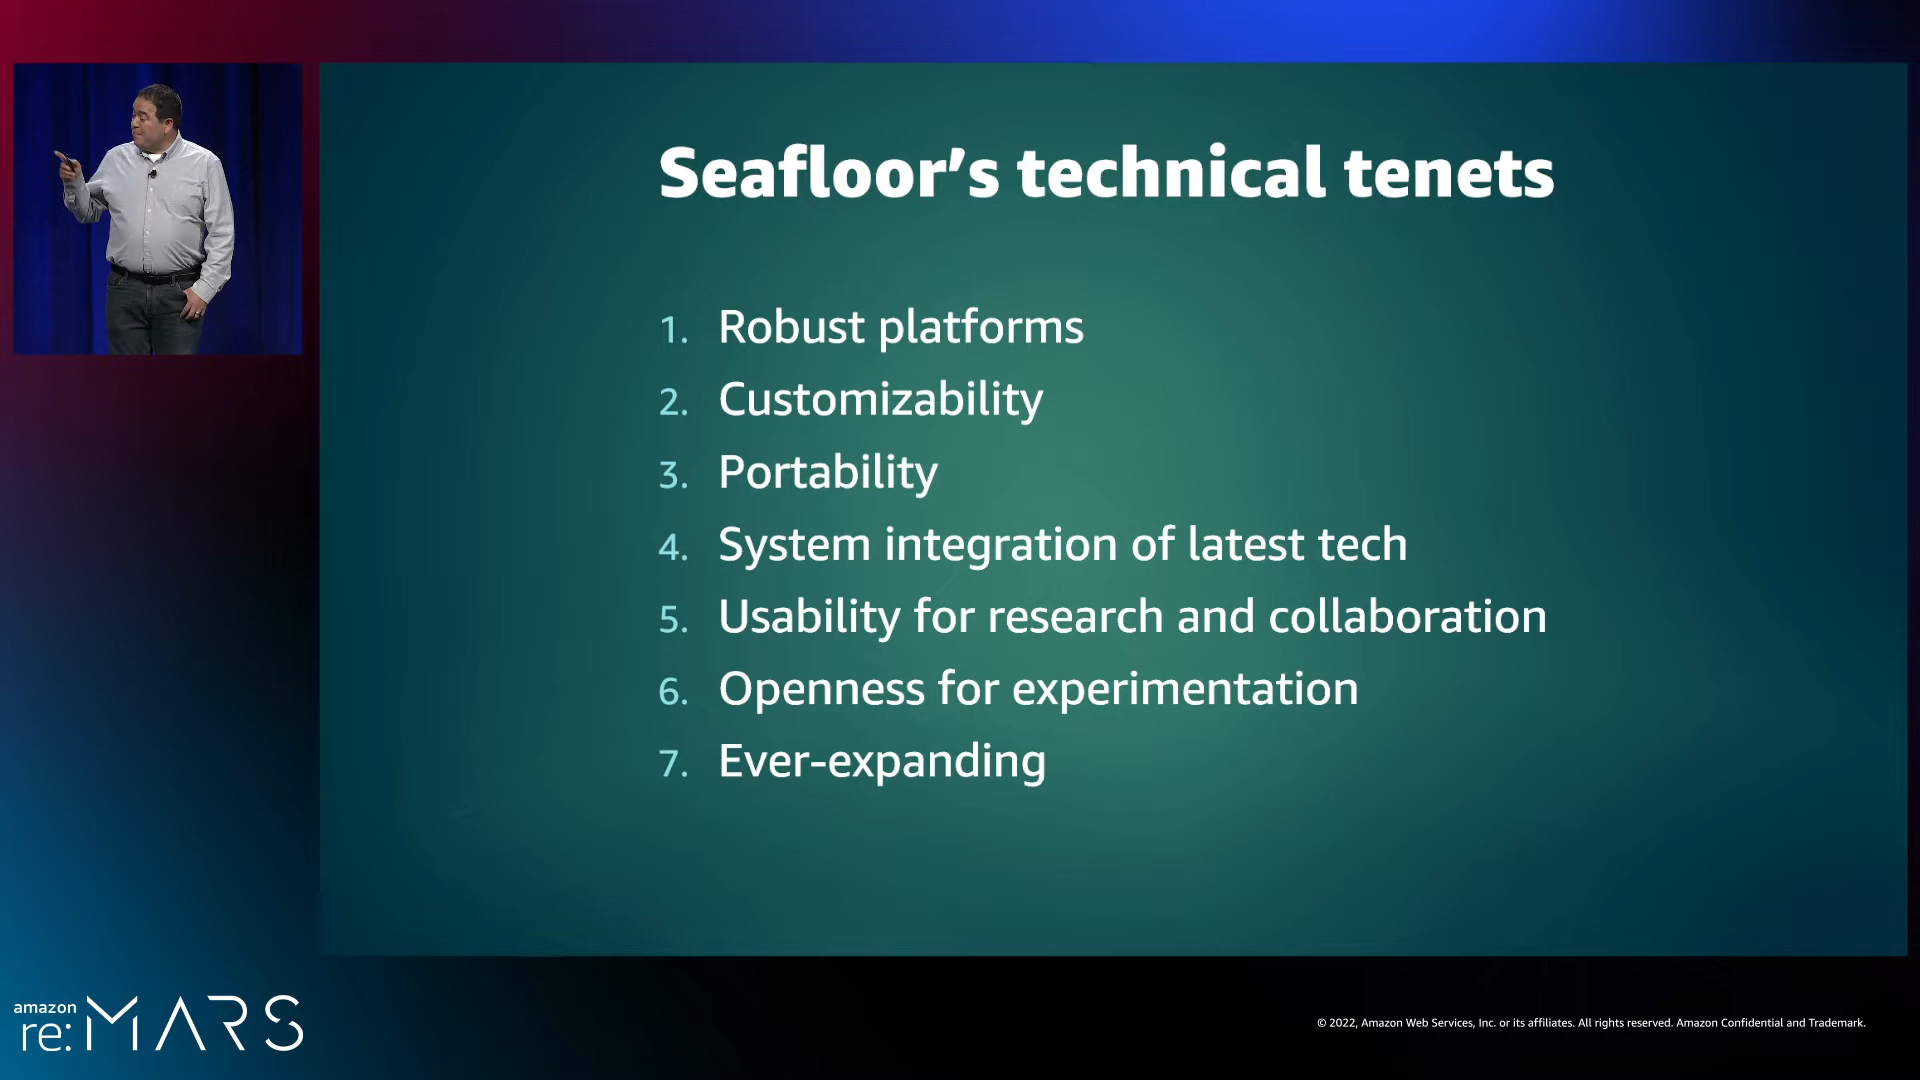 Seafloor’s technical tenets
1. Robust platforms
2. Customizability
3. Portability
4. System integration of latest tech
5. Usability for research and collaboration
6. Openness for experimentation
7. Ever-expanding
amazon
re:MARS
© 2022, Amazon Web Services, Inc. or its affiliates. All rights reserved. Amazon Confidential and Trademark.